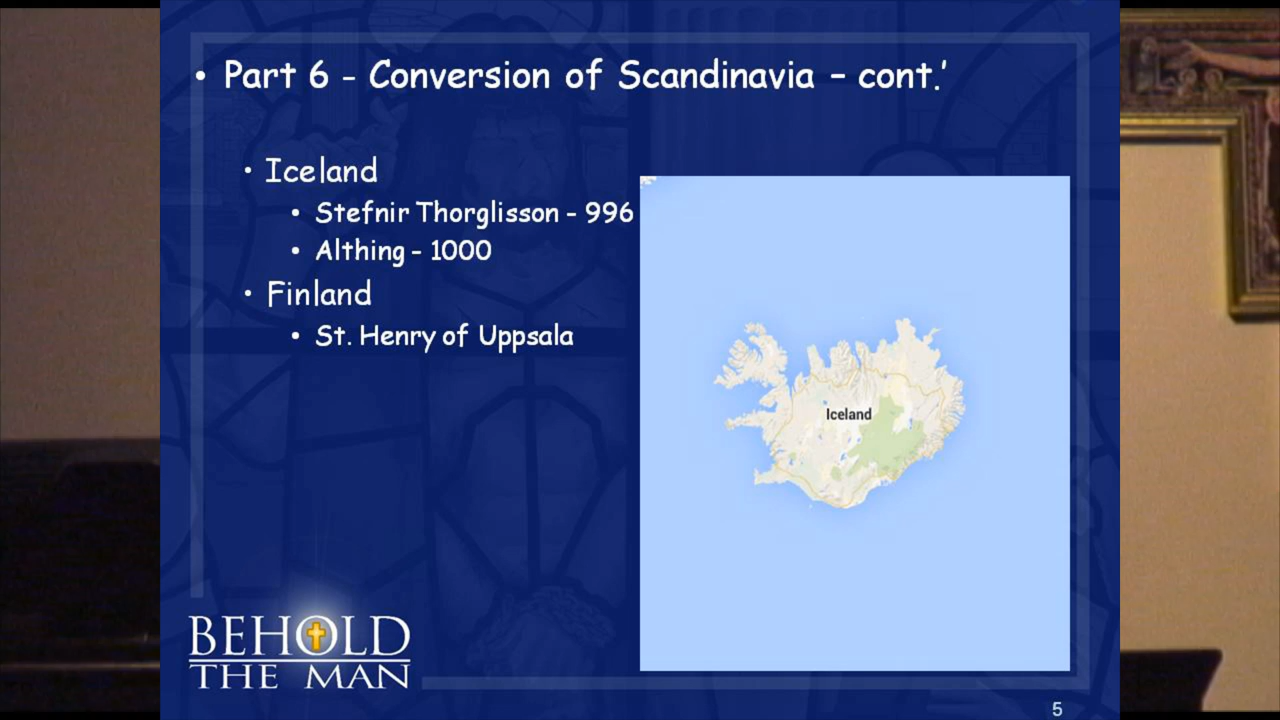 • Part 6 - Conversion of Scandinavia – cont.'
• Iceland
• Stefnir Thorglisson - 996
• Althing - 1000
• Finland
• St. Henry of Uppsala
Iceland
BEHOLD
THE MAN
5